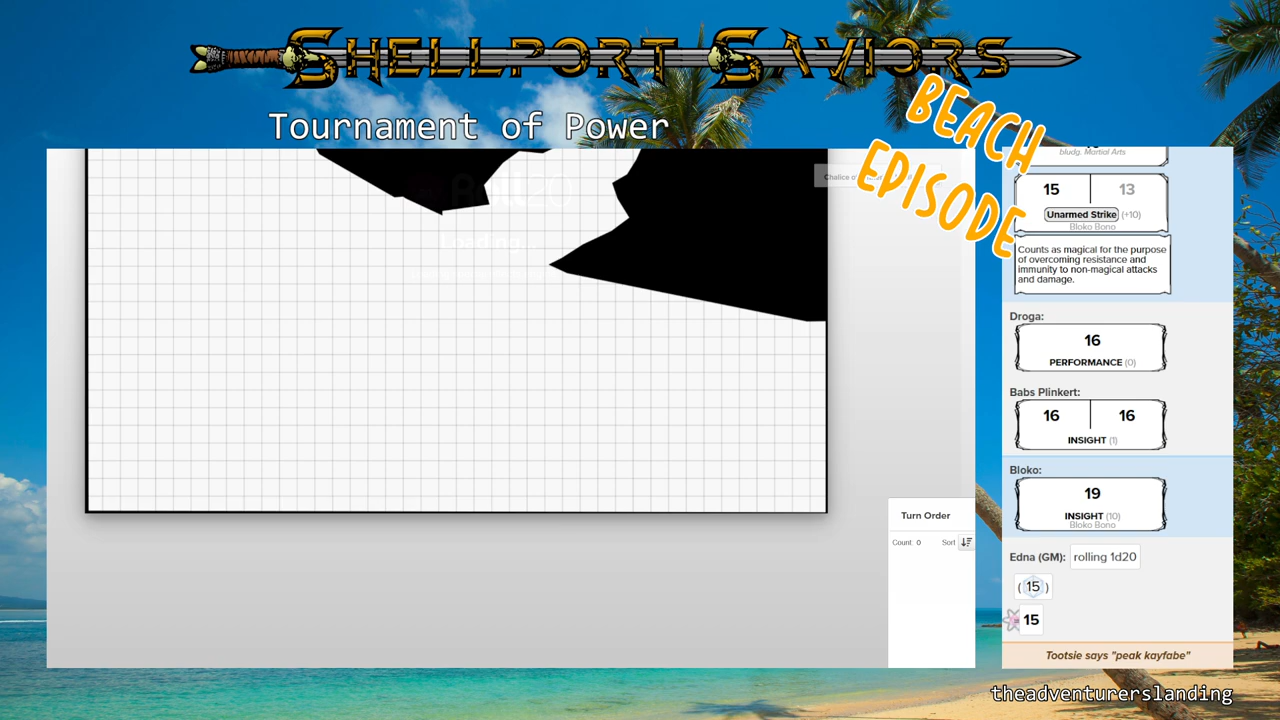 SHELLPORT SAVIORS
Tournament of Power
BEACH
EPISODE
Roll20
Loading
Chalice o
bludg. Martial Arts
15 13
Unarmed Strike (+10)
Bloko Bono
Counts as magical for the purpose
of overcoming resistance and
immunity to non-magical attacks
and damage.
Droga:
16
PERFORMANCE (0)
Babs Plinkert:
16 16
INSIGHT (1)
Bloko:
19
INSIGHT (10)
Bloko Bono
Turn Order
Count: 0 Sort
Edna (GM): rolling 1d20
(15)
15
Tootsie says "peak kayfabe"
theadventurerslanding